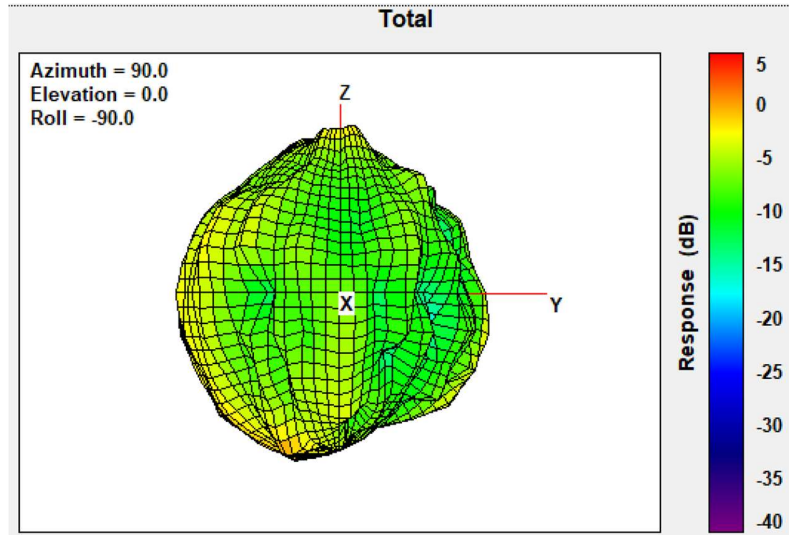 Total
Azimuth = 90.0
Elevation = 0.0
Roll = -90.0
Z
X
Y
5
0
-5
-10
-15
-20
-25
-30
-35
-40
Response (dB)